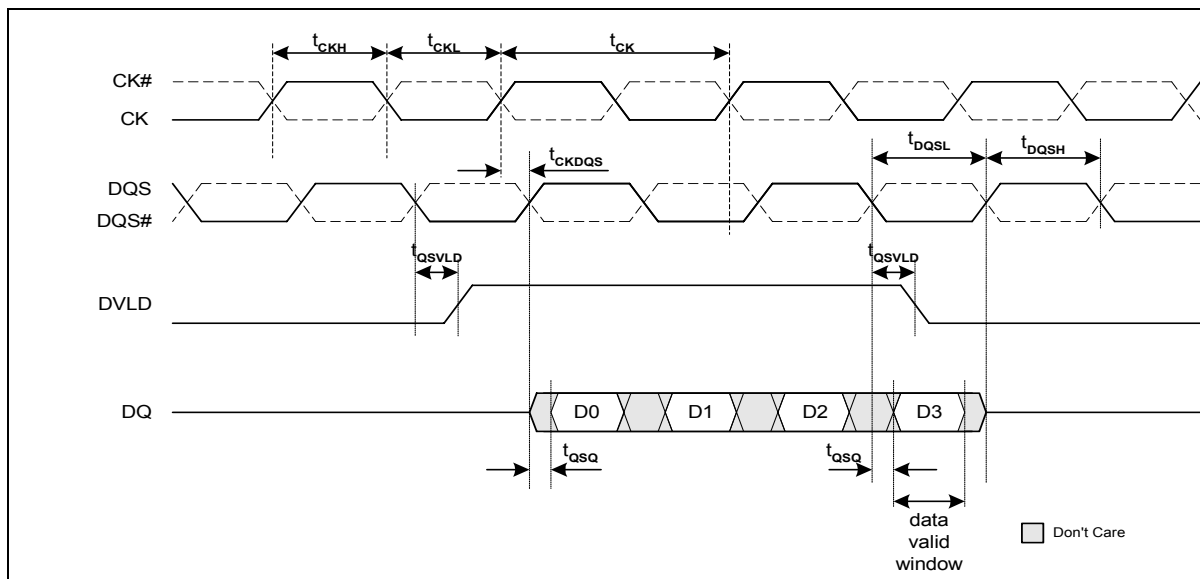 tCKH tCKL tCK
CK#
CK
tCKDQS
tDQSL tDQSH
DQS
DQS#
tQSVLD tQSVLD
DVLD
DQ D0 D1 D2 D3
tQSQ tQSQ
data
valid
window
Don't Care